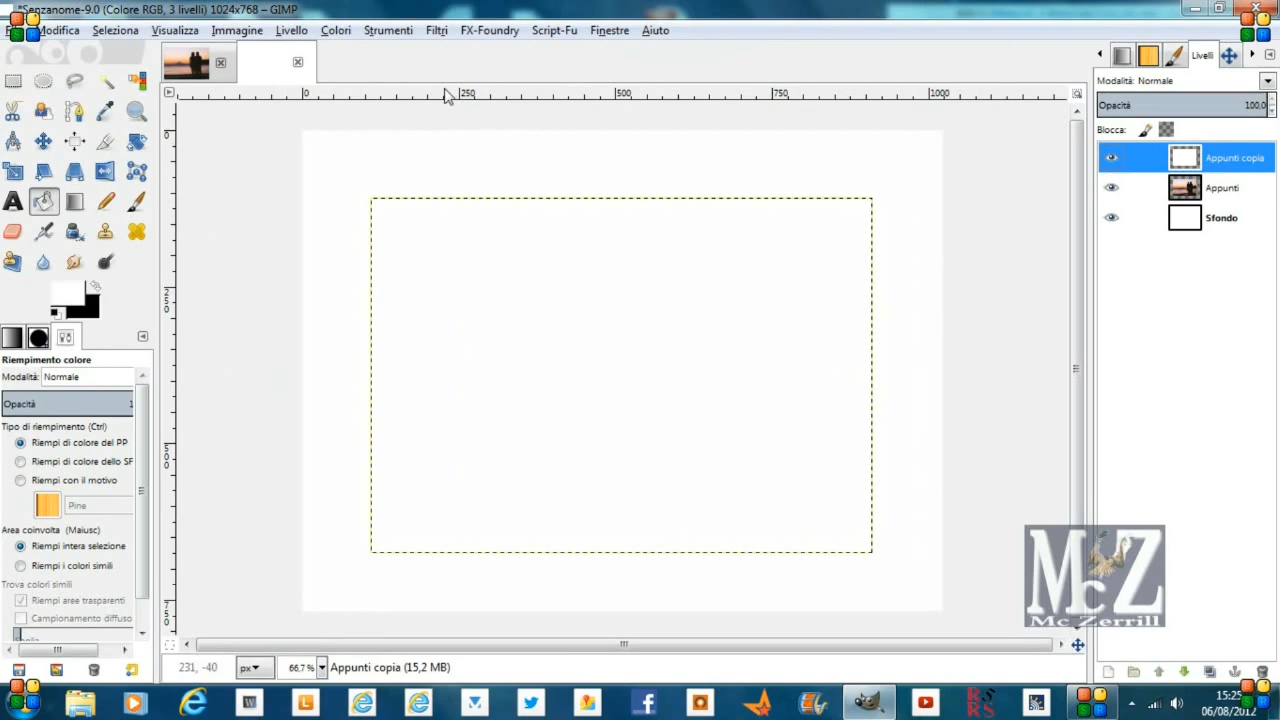 *Senzanome-9.0 (Colore RGB, 3 livelli) 1024x768 – GIMP
Modifica Seleziona Visualizza Immagine Livello Colori Strumenti Filtri FX-Foundry Script-Fu Finestre Aiuto
Livelli
Modalità: Normale
Opacità 100,0
Blocca:
Appunti copia
Appunti
Sfondo
0 250 500 750 1000
0
250
500
750
Riempimento colore
Modalità: Normale
Opacità 1
Tipo di riempimento (Ctrl)
Riempi di colore del PP
Riempi di colore dello SF
Riempi con il motivo
Pine
Area coinvolta (Maiusc)
Riempi intera selezione
Riempi i colori simili
Trova colori simili
Riempi aree trasparenti
Campionamento diffuso
McZ
Mc Zerrill
231, -40 px 66,7 % Appunti copia (15,2 MB)
15:25
06/08/2012